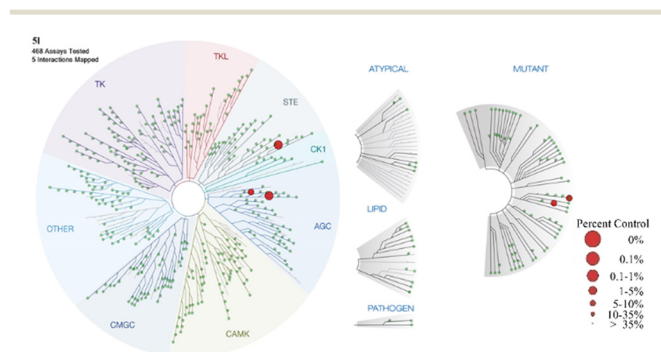 5l
468 Assays Tested
5 Interactions Mapped
TKL
TK
STE
CK1
AGC
OTHER
CMGC
CAMK
ATYPICAL
LIPID
PATHOGEN
MUTANT
Percent Control
0%
0.1%
0.1-1%
1-5%
5-10%
10-35%
> 35%